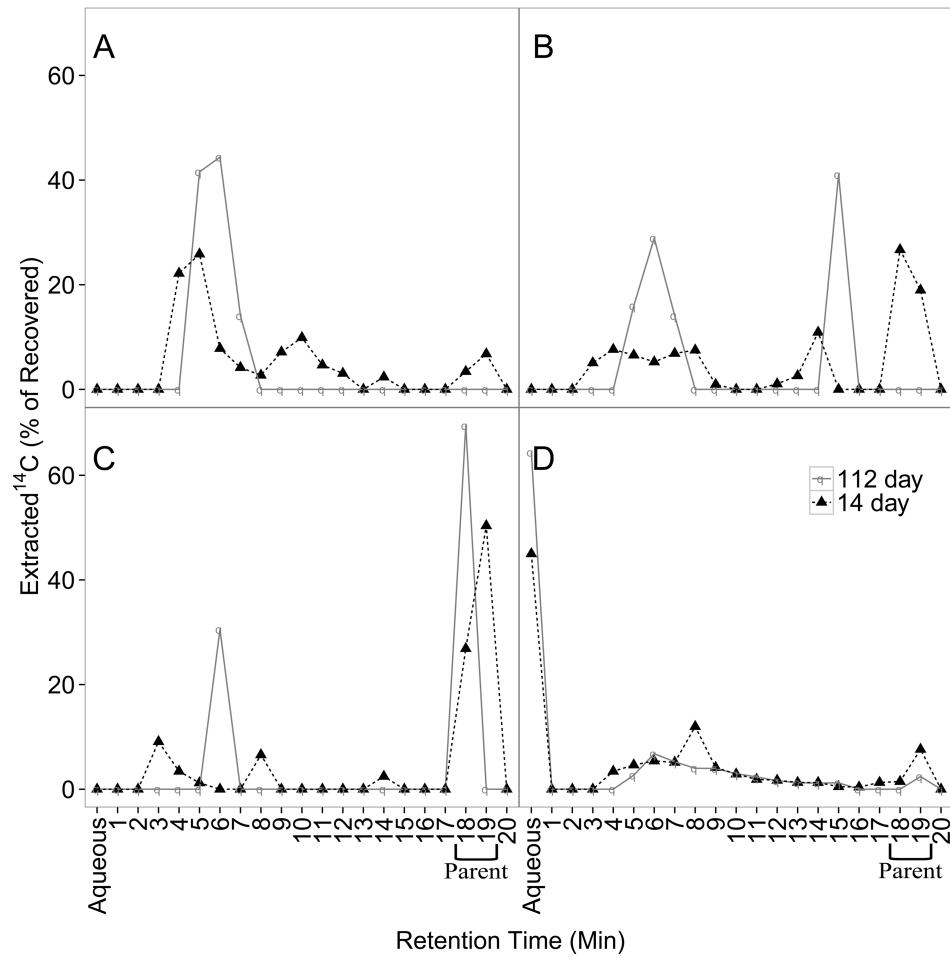 A
B
60
40
20
0
C
D
60
40
20
0
112 day
14 day
Extracted¹⁴C (% of Recovered)
Aqueous 1 2 3 4 5 6 7 8 9 10 11 12 13 14 15 16 17 18 19 20
Aqueous 1 2 3 4 5 6 7 8 9 10 11 12 13 14 15 16 17 18 19 20
Parent
Parent
Retention Time (Min)